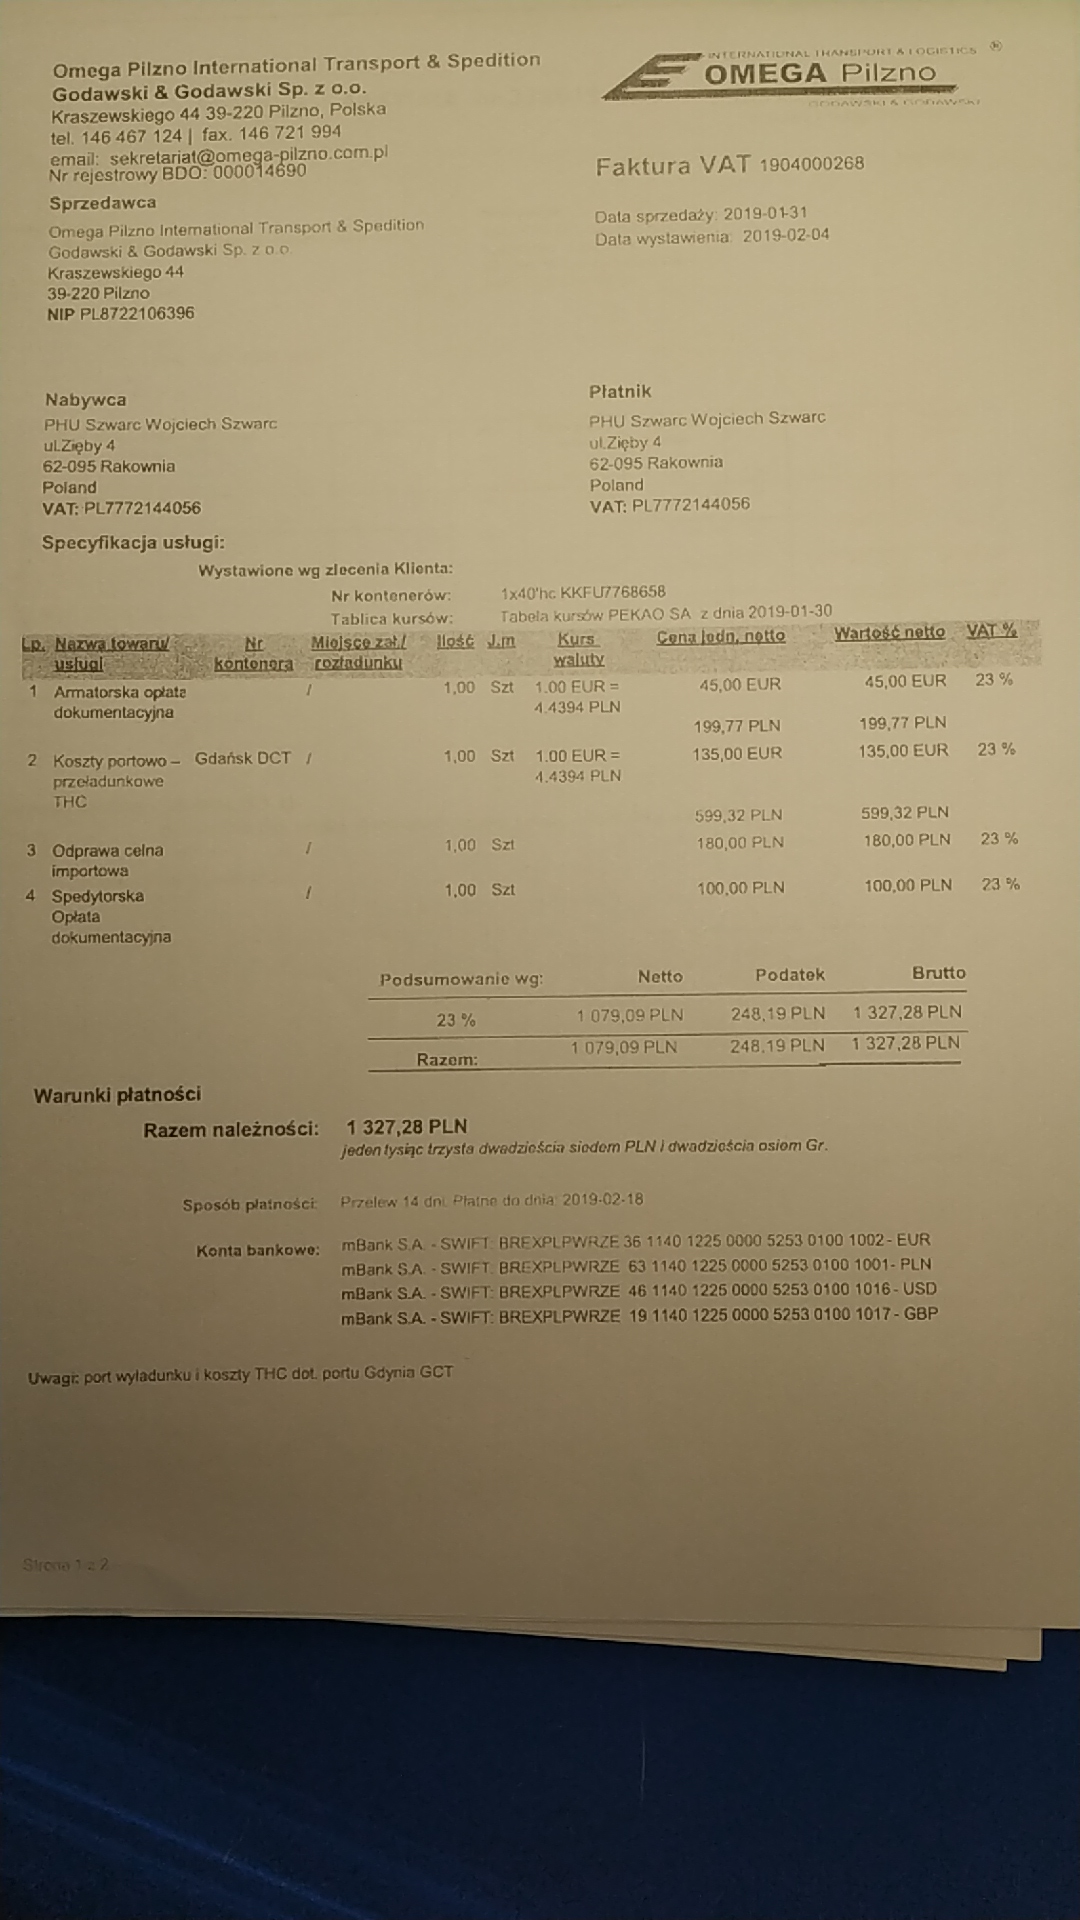 Omega Pilzno International Transport & Spedition
Godawski & Godawski Sp. z o.o.
Kraszewskiego 44 39-220 Pilzno, Polska
tel. 146 467 124 | fax. 146 721 994
email: sekretariat@omega-pilzno.com.pl
Nr rejestrowy BDO: 000014690
INTERNATIONAL TRANSPORT & LOGISTICS ®
OMEGA Pilzno
GODAWSKI & GODAWSKI
Faktura VAT 1904000268
Data sprzedaży: 2019-01-31
Data wystawienia: 2019-02-04
Sprzedawca
Omega Pilzno International Transport & Spedition
Godawski & Godawski Sp. z o.o.
Kraszewskiego 44
39-220 Pilzno
NIP PL8722106396
Nabywca
PHU Szwarc Wojciech Szwarc
ul.Zięby 4
62-095 Rakownia
Poland
VAT: PL7772144056
Płatnik
PHU Szwarc Wojciech Szwarc
ul.Zięby 4
62-095 Rakownia
Poland
VAT: PL7772144056
Specyfikacja usługi:
Wystawione wg zlecenia Klienta:
Nr kontenerów: 1x40'hc KKFU7768658
Tablica kursów: Tabela kursów PEKAO SA z dnia 2019-01-30
Lp. Nazwa towaru/ Nr Miejsce zał./ Ilość J.m Kurs Cena jedn. netto Wartość netto VAT %
usługi kontenera rozładunku waluty
1 Armatorska opłata / 1,00 Szt 1.00 EUR = 45,00 EUR 45,00 EUR 23 %
dokumentacyjna 4.4394 PLN
199,77 PLN 199,77 PLN
2 Koszty portowo – Gdańsk DCT / 1,00 Szt 1.00 EUR = 135,00 EUR 135,00 EUR 23 %
przeładunkowe 4.4394 PLN
THC
599,32 PLN 599,32 PLN
3 Odprawa celna / 1,00 Szt 180,00 PLN 180,00 PLN 23 %
importowa
4 Spedytorska / 1,00 Szt 100,00 PLN 100,00 PLN 23 %
Opłata
dokumentacyjna
Podsumowanie wg: Netto Podatek Brutto
23 % 1 079,09 PLN 248,19 PLN 1 327,28 PLN
Razem: 1 079,09 PLN 248,19 PLN 1 327,28 PLN
Warunki płatności
Razem należności: 1 327,28 PLN
jeden tysiąc trzysta dwadzieścia siedem PLN i dwadzieścia osiem Gr.
Sposób płatności: Przelew 14 dni. Płatne do dnia: 2019-02-18
Konta bankowe: mBank S.A. - SWIFT: BREXPLPWRZE 36 1140 1225 0000 5253 0100 1002 - EUR
mBank S.A. - SWIFT: BREXPLPWRZE 63 1140 1225 0000 5253 0100 1001 - PLN
mBank S.A. - SWIFT: BREXPLPWRZE 46 1140 1225 0000 5253 0100 1016 - USD
mBank S.A. - SWIFT: BREXPLPWRZE 19 1140 1225 0000 5253 0100 1017 - GBP
Uwagi: port wyładunku i koszty THC dot. portu Gdynia GCT
Strona 1 z 2